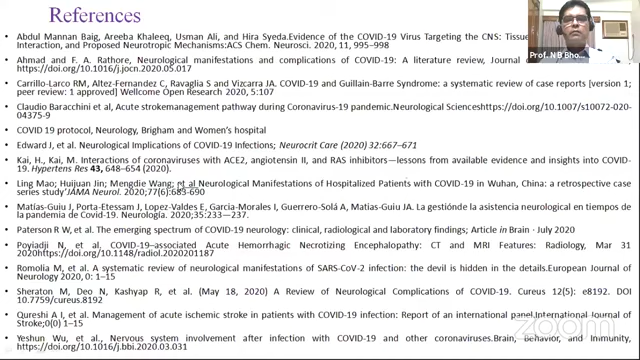 References
Abdul Mannan Baig, Areeba Khaleeq, Usman Ali, and Hira Syeda.Evidence of the COVID-19 Virus Targeting the CNS: Tissue
Interaction, and Proposed Neurotropic Mechanisms:ACS Chem. Neurosci. 2020, 11, 995−998
Ahmad and F. A. Rathore, Neurological manifestations and complications of COVID-19: A literature review, Journal of
https://doi.org/10.1016/j.jocn.2020.05.017
Carrillo-Larco RM, Altez-Fernandez C, Ravaglia S and Vizcarra JA. COVID-19 and Guillain-Barre Syndrome: a systematic review of case reports [version 1;
peer review: 1 approved] Wellcome Open Research 2020, 5:107
Claudio Baracchini et al, Acute strokemanagement pathway during Coronavirus-19 pandemic.Neurological Scienceshttps://doi.org/10.1007/s10072-020-
04375-9
COVID 19 protocol, Neurology, Brigham and Women's hospital
Edward J, et al. Neurological Implications of COVID-19 Infections; Neurocrit Care (2020) 32:667–671
Kai, H., Kai, M. Interactions of coronaviruses with ACE2, angiotensin II, and RAS inhibitors—lessons from available evidence and insights into COVID-
19. Hypertens Res 43, 648–654 (2020).
Ling Mao; Huijuan Jin; Mengdie Wang; et al Neurological Manifestations of Hospitalized Patients with COVID-19 in Wuhan, China: a retrospective case
series study'JAMA Neurol. 2020;77(6):683-690
Matías-Guiu J, Porta-Etessam J, Lopez-Valdes E, Garcia-Morales I, Guerrero-Solá A, Matias-Guiu JA. La gestiónde la asistencia neurológica en tiempos de
la pandemia de Covid-19. Neurología. 2020;35:233—237.
Paterson R W, et al. The emerging spectrum of COVID-19 neurology: clinical, radiological and laboratory findings; Article in Brain · July 2020
Poyiadji N, et al. COVID-19–associated Acute Hemorrhagic Necrotizing Encephalopathy: CT and MRI Features: Radiology, Mar 31
2020https://doi.org/10.1148/radiol.2020201187
Romolia M, et al. A systematic review of neurological manifestations of SARS-CoV-2 infection: the devil is hidden in the details.European Journal of
Neurology 2020, 0: 1–15
Sheraton M, Deo N, Kashyap R, et al. (May 18, 2020) A Review of Neurological Complications of COVID-19. Cureus 12(5): e8192. DOI
10.7759/cureus.8192
Qureshi A I, et al. Management of acute ischemic stroke in patients with COVID-19 infection: Report of an international panel.International Journal of
Stroke;0(0) 1–15
Yeshun Wu, et al., Nervous system involvement after infection with COVID-19 and other coronaviruses.Brain, Behavior, and Immunity,
https://doi.org/10.1016/j.bbi.2020.03.031
Prof. N B Bho...
zoom